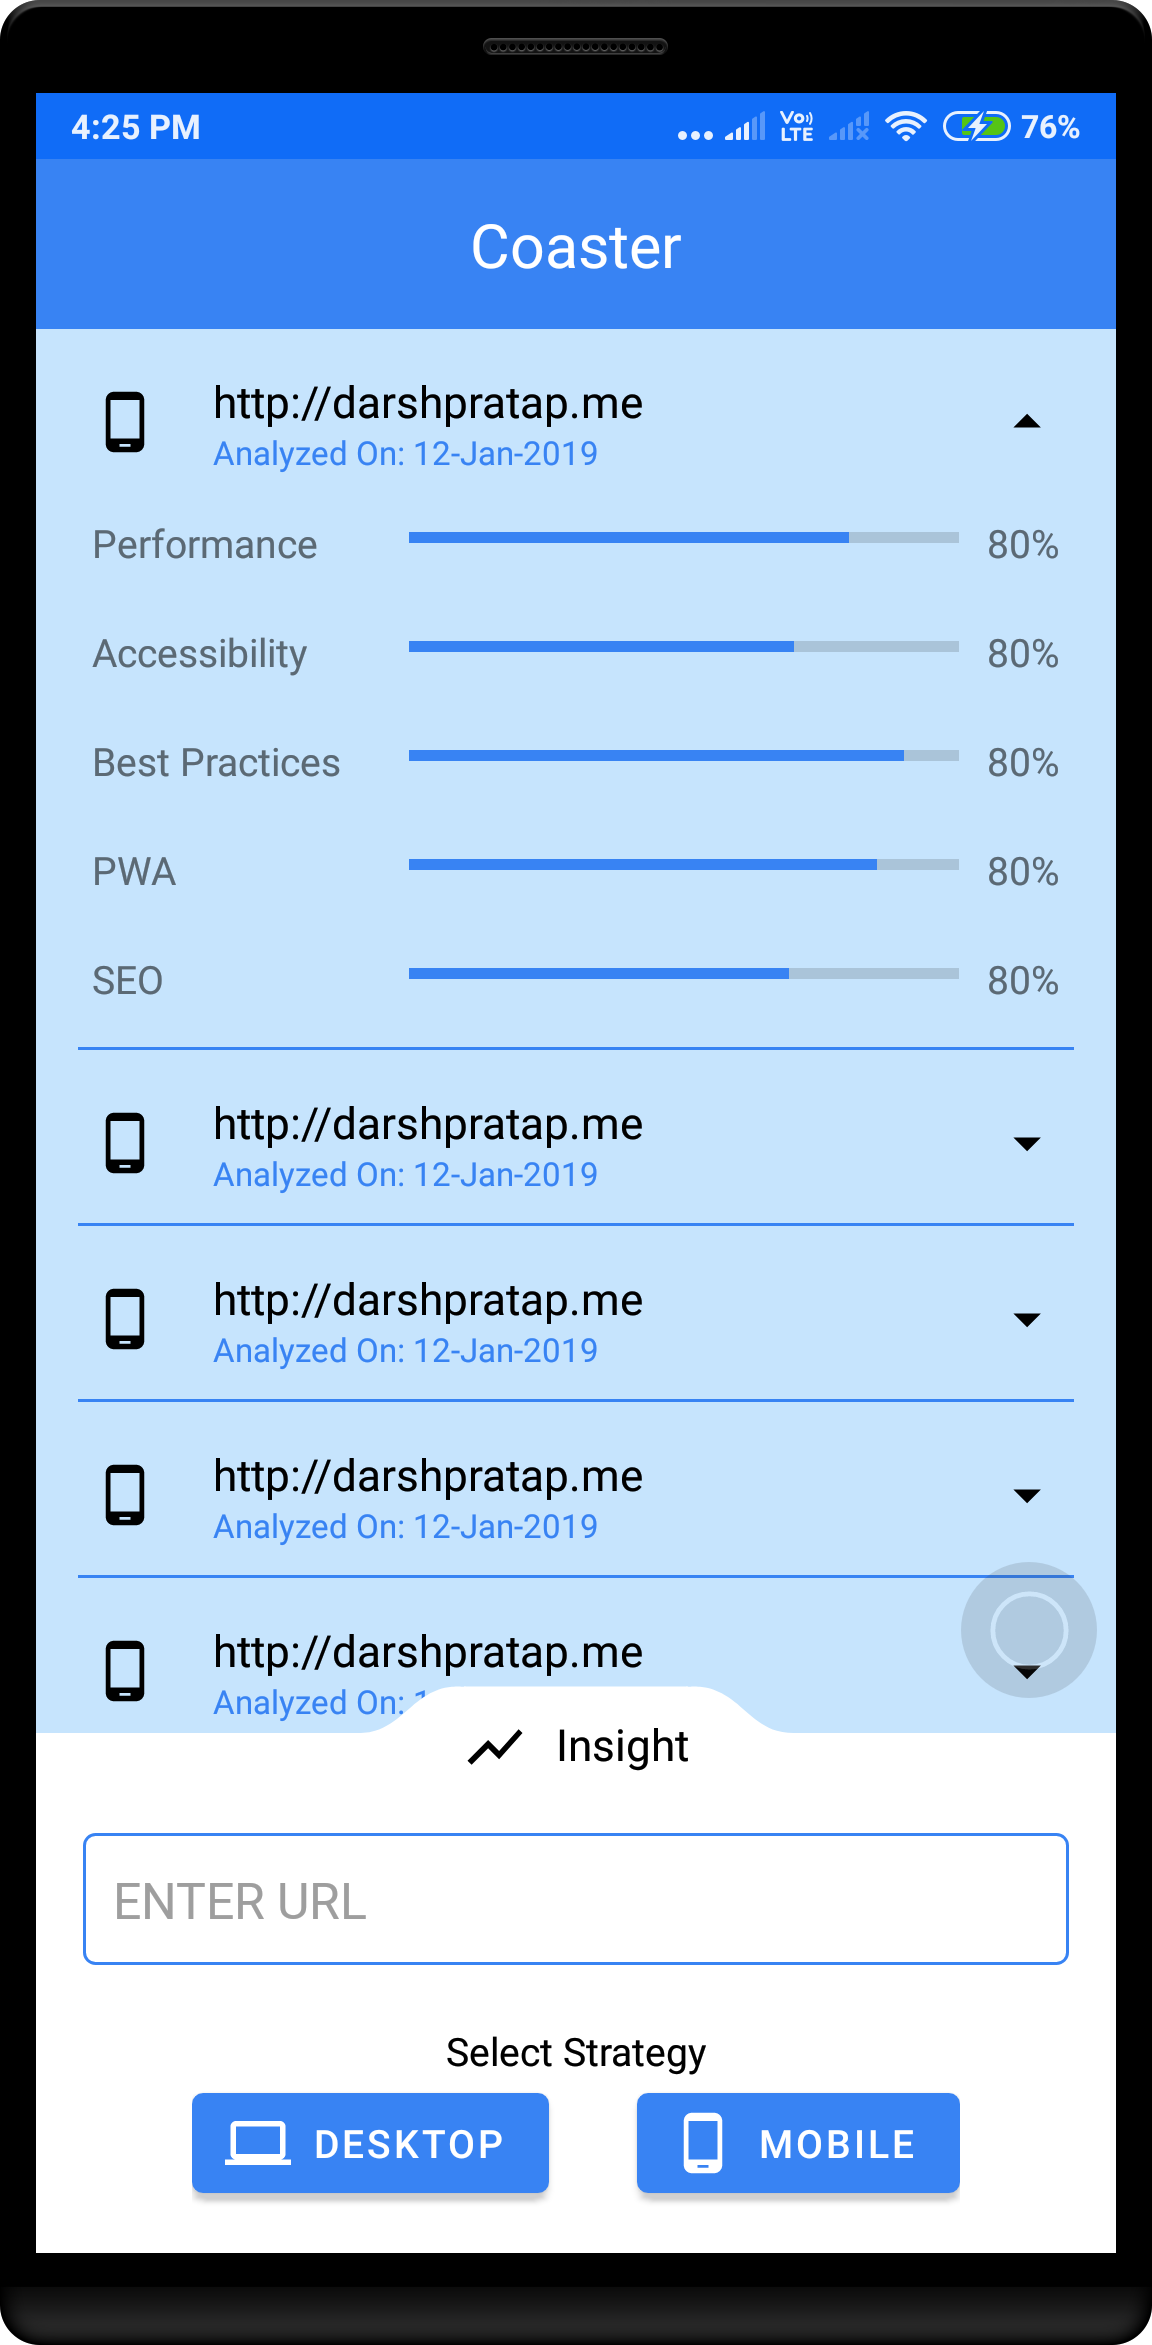 4:25 PM Vo LTE 76%
Coaster
http://darshpratap.me
Analyzed On: 12-Jan-2019
Performance 80%
Accessibility 80%
Best Practices 80%
PWA 80%
SEO 80%
http://darshpratap.me
Analyzed On: 12-Jan-2019
http://darshpratap.me
Analyzed On: 12-Jan-2019
http://darshpratap.me
Analyzed On: 12-Jan-2019
http://darshpratap.me
Analyzed On:
Insight
ENTER URL
Select Strategy
DESKTOP MOBILE